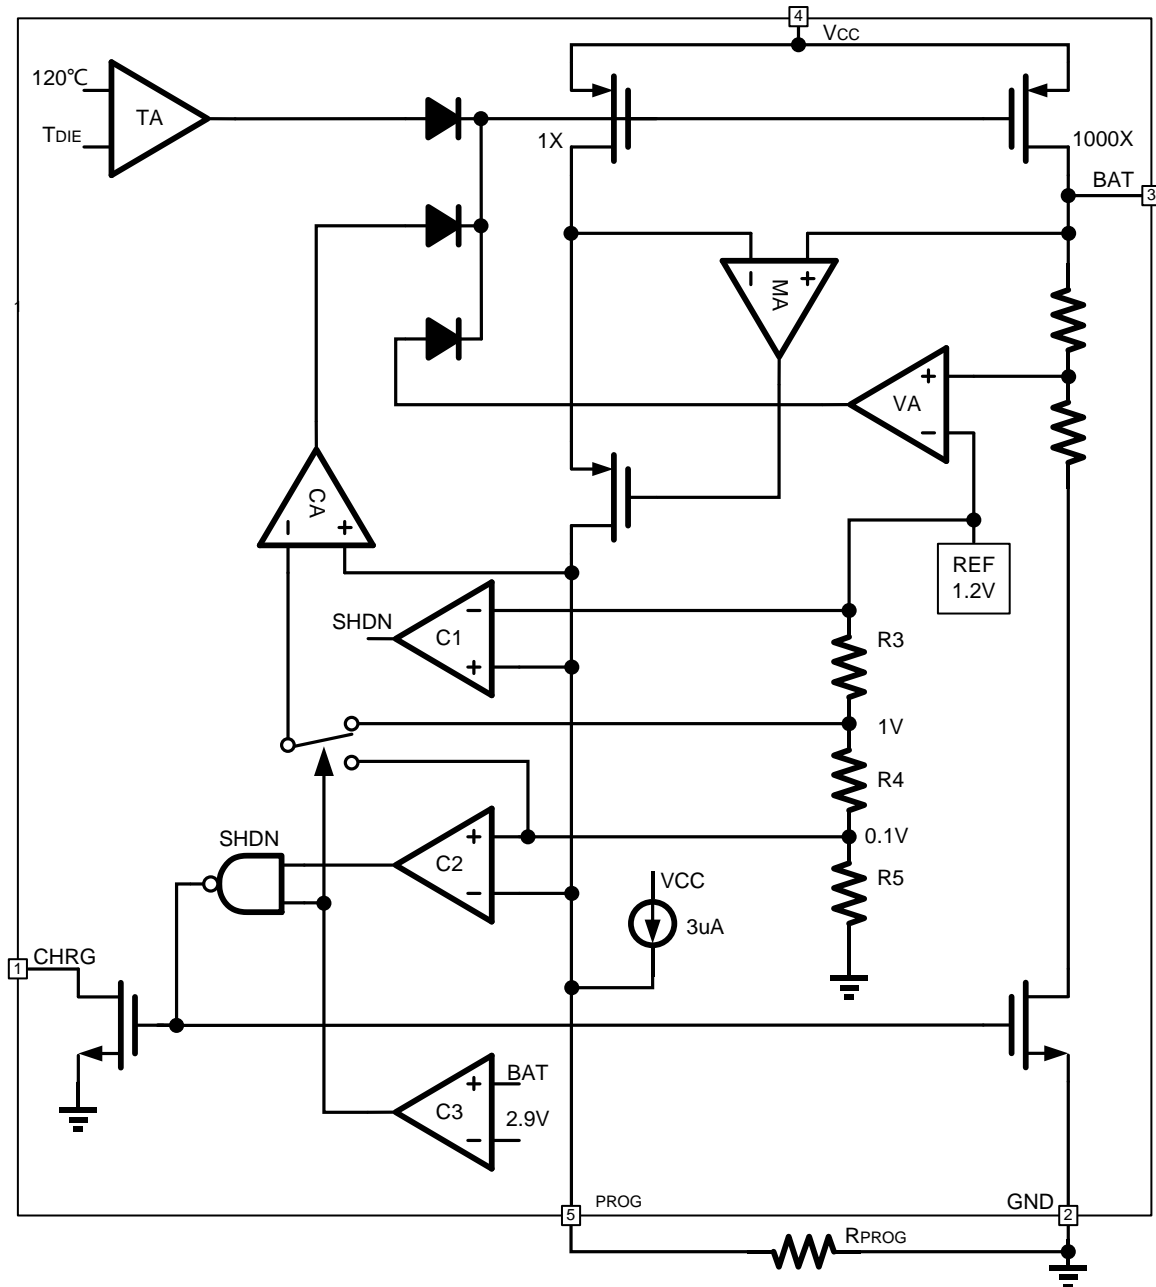 4
VCC
120℃
TA
TDIE
1X
1000X
BAT
3
1
− +
MA
+
VA
−
CA
− +
REF
1.2V
SHDN
−
C1
+
R3
1V
R4
SHDN
+
C2
−
0.1V
R5
VCC
3uA
CHRG
1
+
BAT
C3
2.9V
−
PROG
GND
5
2
RPROG